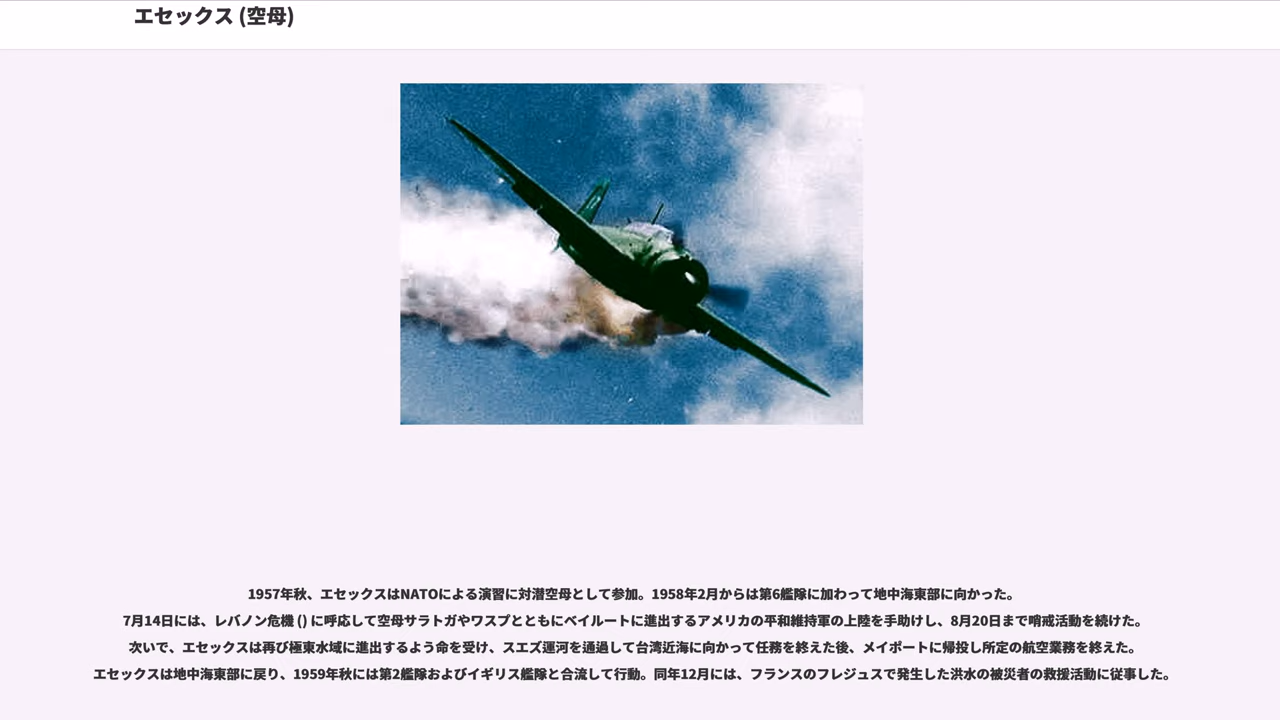 エセックス (空母)
1957年秋、エセックスはNATOによる演習に対潜空母として参加。1958年2月からは第6艦隊に加わって地中海東部に向かった。
7月14日には、レバノン危機 () に呼応して空母サラトガやワスプとともにベイルートに進出するアメリカの平和維持軍の上陸を手助けし、8月20日まで哨戒活動を続けた。
次いで、エセックスは再び極東水域に進出するよう命を受け、スエズ運河を通過して台湾近海に向かって任務を終えた後、メイポートに帰投し所定の航空業務を終えた。
エセックスは地中海東部に戻り、1959年秋には第2艦隊およびイギリス艦隊と合流して行動。同年12月には、フランスのフレジュスで発生した洪水の被災者の救援活動に従事した。